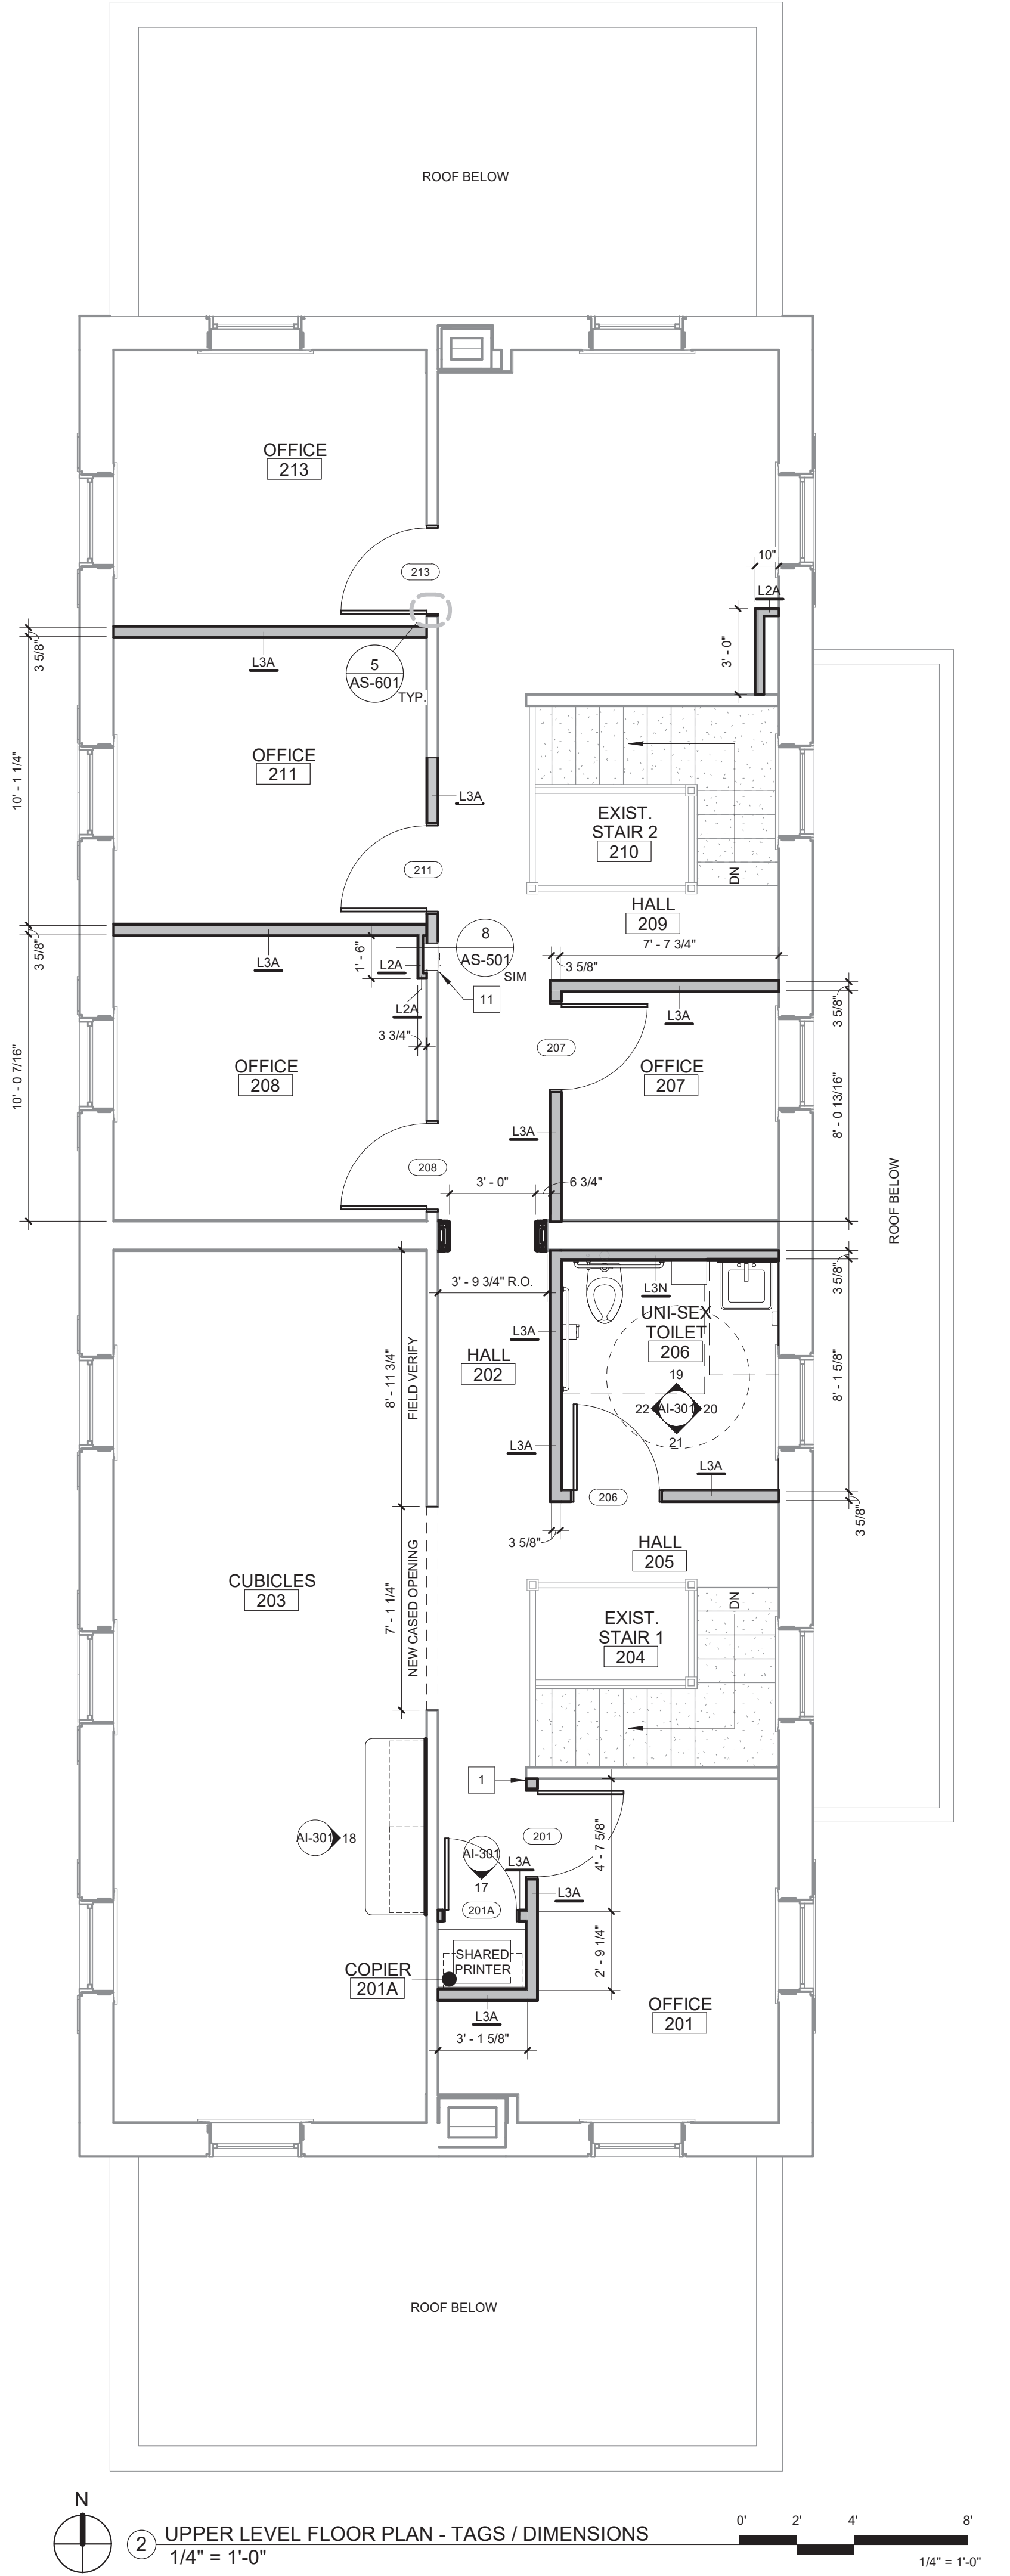 ROOF BELOW
OFFICE
213
213
10"
L2A
3 5/8"
L3A
5
AS-601
TYP.
3' - 0"
10' - 1 1/4"
OFFICE
211
L3A
EXIST.
STAIR 2
210
211
DN
HALL
209
7' - 7 3/4"
3 5/8"
L3A
1' - 6"
L2A
8
AS-501
SIM
3 5/8"
11
L2A
3 3/4"
L3A
3 5/8"
OFFICE
208
207
OFFICE
207
10' - 0 7/16"
8' - 0 13/16"
L3A
208
3' - 0"
6 3/4"
ROOF BELOW
3' - 9 3/4" R.O.
3 5/8"
L3N
UNI-SEX
TOILET
206
L3A
HALL
202
8' - 11 3/4"
FIELD VERIFY
8' - 1 5/8"
19
22
AI-301
20
21
L3A
L3A
206
3 5/8"
3 5/8"
HALL
205
CUBICLES
203
7' - 1 1/4"
NEW CASED OPENING
DN
EXIST.
STAIR 1
204
1
AI-301
18
201
4' - 7 5/8"
AI-301
17
L3A
L3A
201A
2' - 9 1/4"
SHARED
PRINTER
COPIER
201A
L3A
OFFICE
201
3' - 1 5/8"
ROOF BELOW
N
2
UPPER LEVEL FLOOR PLAN - TAGS / DIMENSIONS
1/4" = 1'-0"
0'
2'
4'
8'
1/4" = 1'-0"